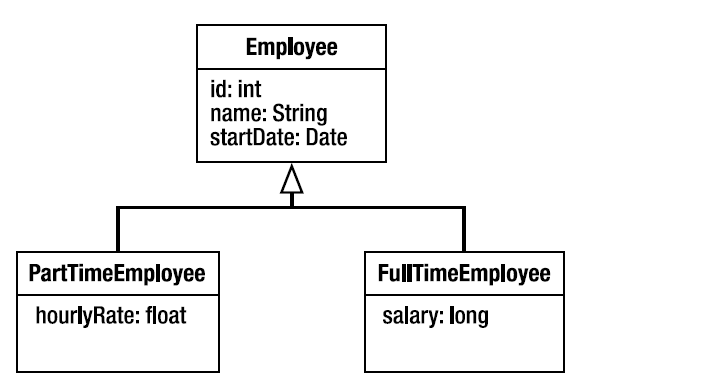 Employee
id: int
name: String
startDate: Date
PartTimeEmployee
hourlyRate: float
FullTimeEmployee
salary: long